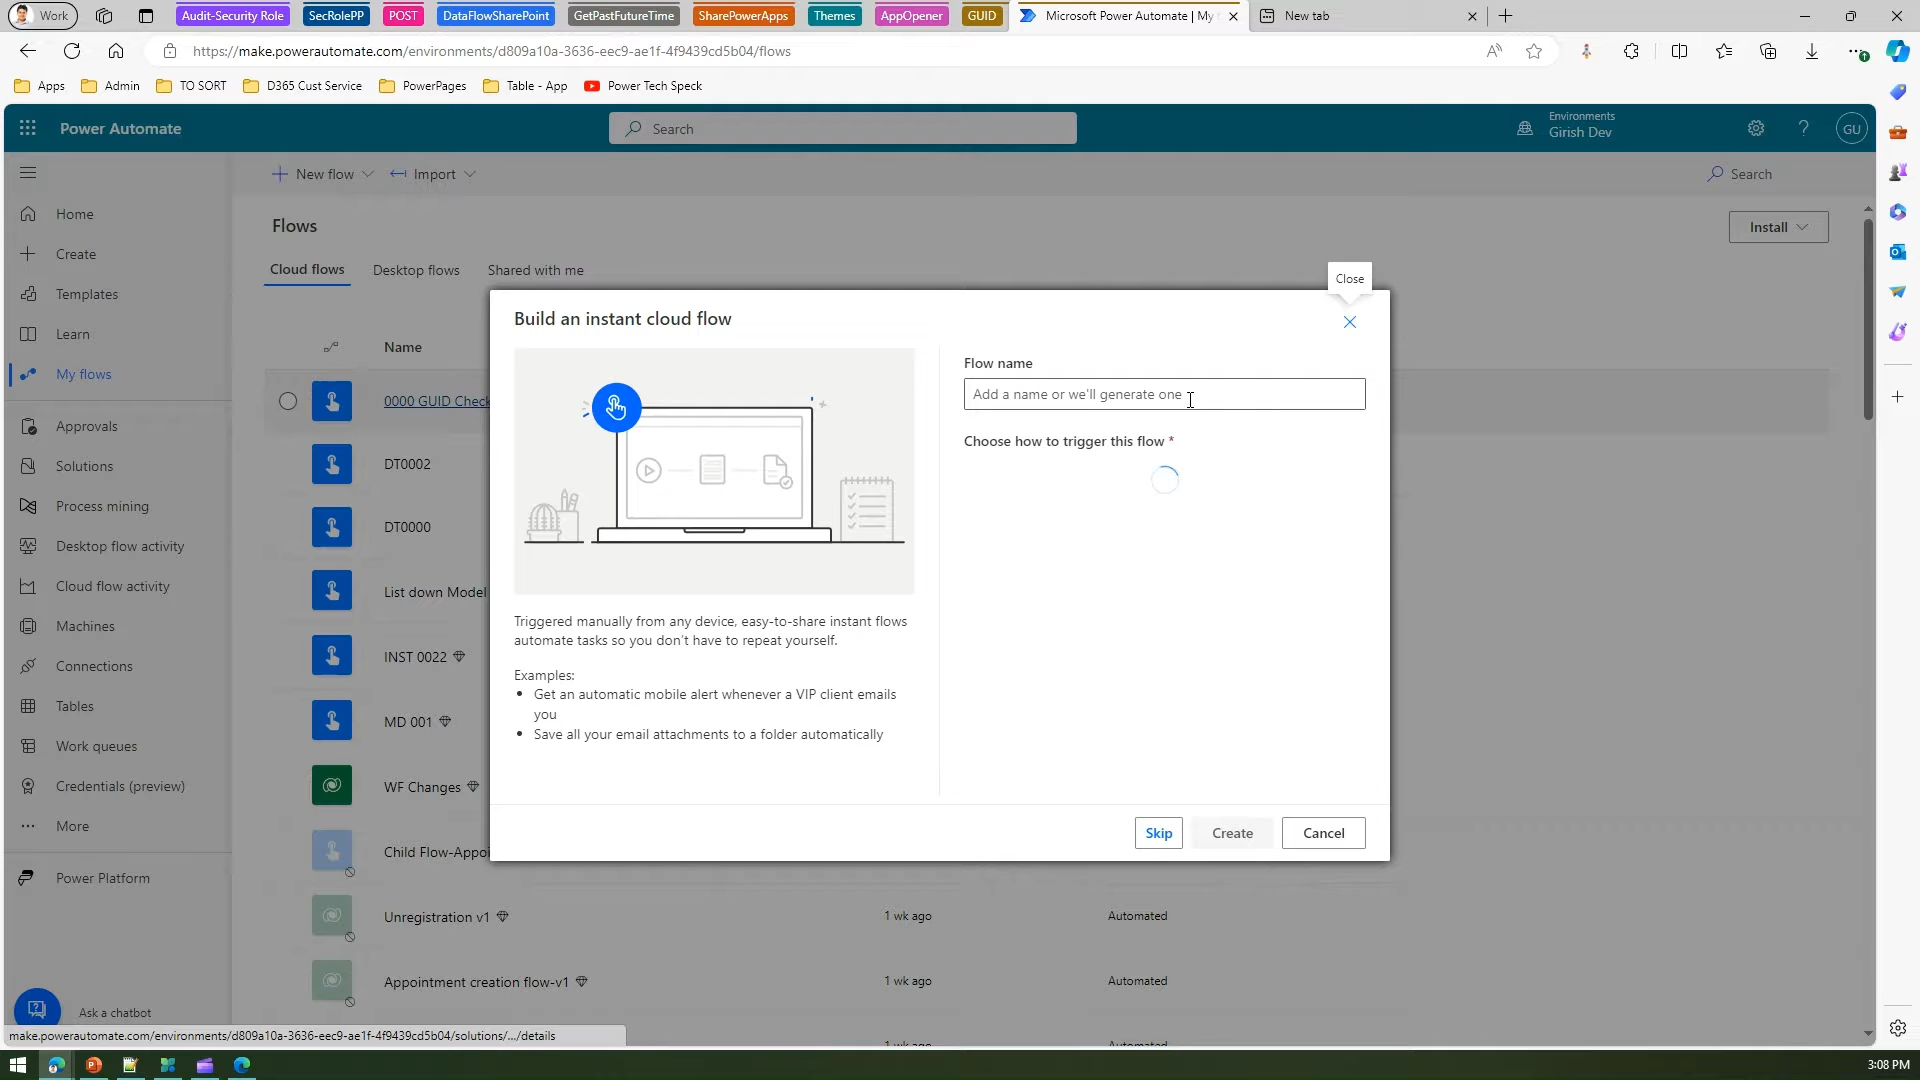 Work
Audit-Security Role
SecRolePP
POST
DataFlowSharePoint
GetPastFutureTime
SharePowerApps
Themes
AppOpener
GUID
Microsoft Power Automate | My
New tab
https://make.powerautomate.com/environments/d809a10a-3636-eec9-ae1f-4f9439cd5b04/flows
Apps
Admin
TO SORT
D365 Cust Service
PowerPages
Table - App
Power Tech Speck
Power Automate
Search
Environments
Girish Dev
GU
New flow
Import
Search
Home
Create
Templates
Learn
My flows
Approvals
Solutions
Process mining
Desktop flow activity
Cloud flow activity
Machines
Connections
Tables
Work queues
Credentials (preview)
More
Power Platform
Ask a chatbot
Flows
Install
Cloud flows
Desktop flows
Shared with me
Name
0000 GUID Check
DT0002
DT0000
List down Model
INST 0022
MD 001
WF Changes
Child Flow-Appoi
Unregistration v1
1 wk ago
Automated
Appointment creation flow-v1
1 wk ago
Automated
Close
Build an instant cloud flow
Triggered manually from any device, easy-to-share instant flows
automate tasks so you don't have to repeat yourself.
Examples:
Get an automatic mobile alert whenever a VIP client emails
you
Save all your email attachments to a folder automatically
Flow name
Add a name or we'll generate one
Choose how to trigger this flow *
Skip
Create
Cancel
make.powerautomate.com/environments/d809a10a-3636-eec9-ae1f-4f9439cd5b04/solutions/.../details
3:08 PM